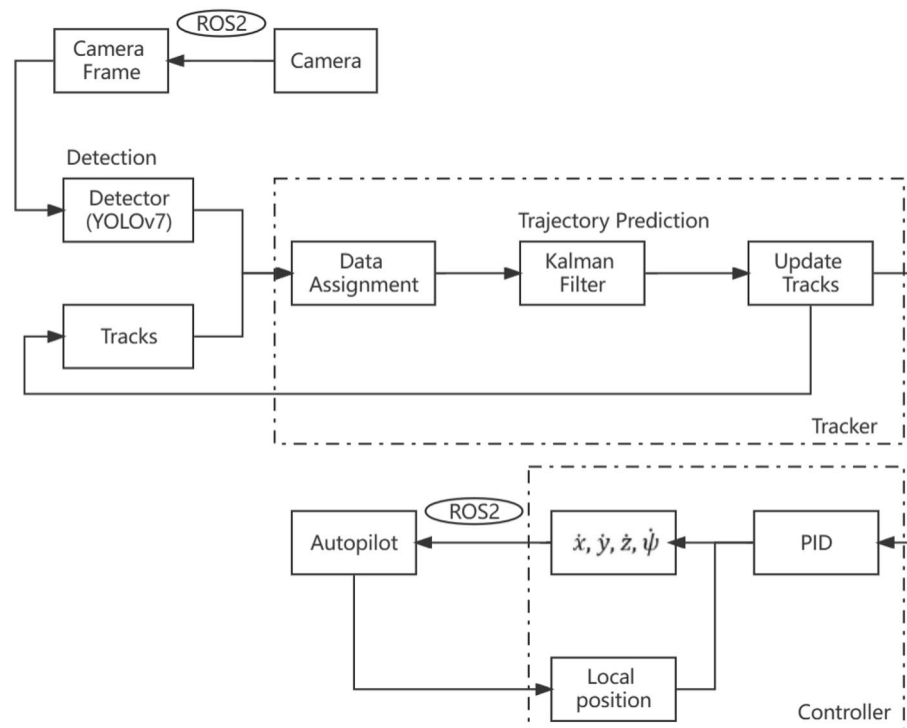 ROS2
Camera
Frame
Camera
Detection
Detector
(YOLOv7)
Trajectory Prediction
Data
Assignment
Kalman
Filter
Update
Tracks
Tracks
Tracker
ROS2
Autopilot
ẋ, ẏ, ż, ψ̇
PID
Local
position
Controller